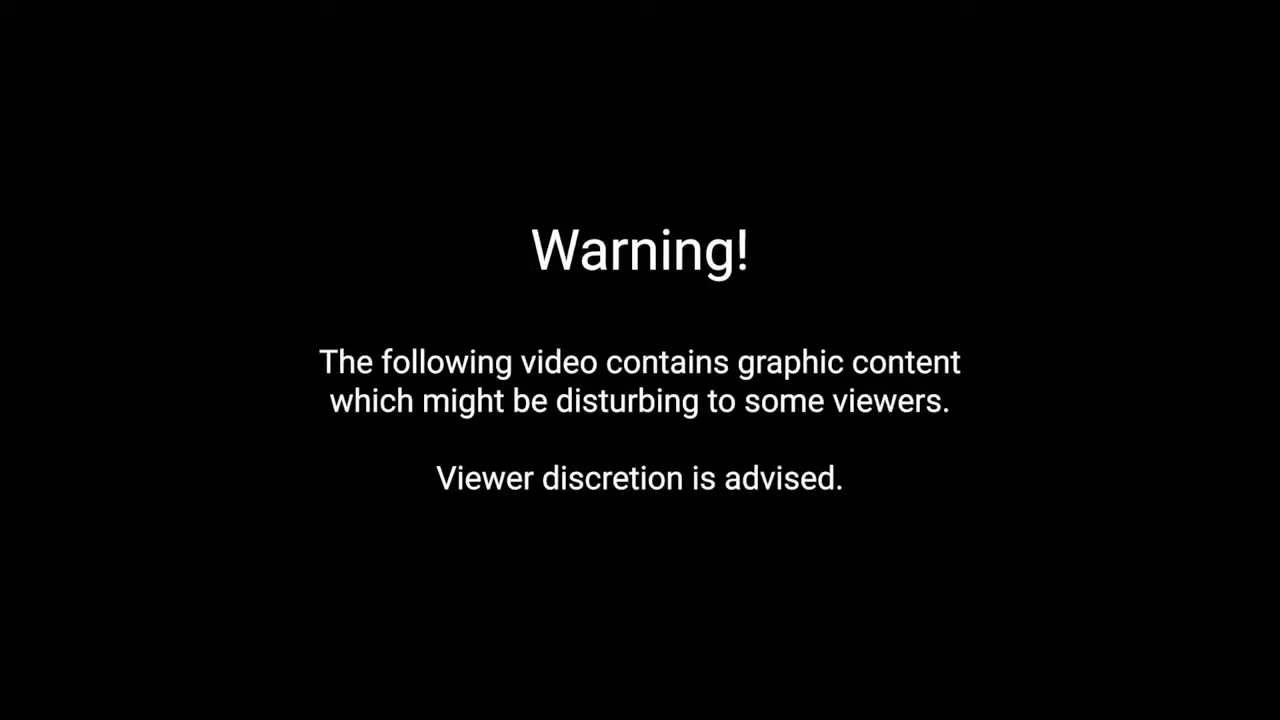 Warning!
The following video contains graphic content
which might be disturbing to some viewers.
Viewer discretion is advised.